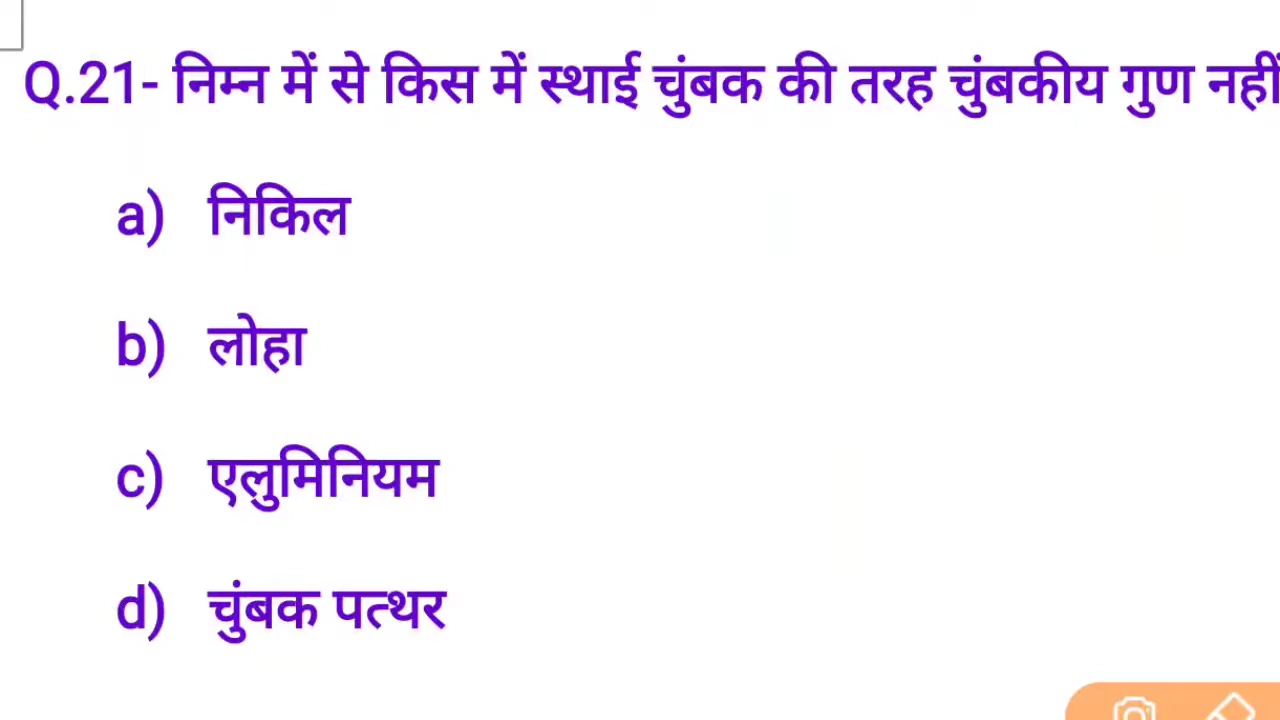 Q.21- निम्न में से किस में स्थाई चुंबक की तरह चुंबकीय गुण नहीं
a) निकिल
b) लोहा
c) एलुमिनियम
d) चुंबक पत्थर